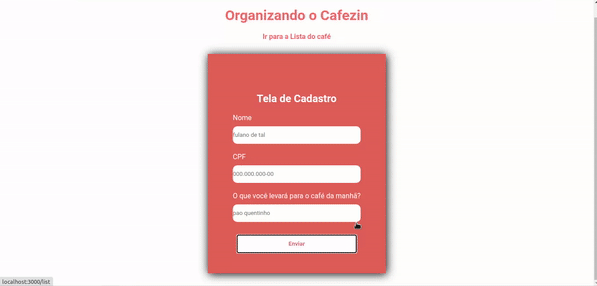 Organizando o Cafezin
Ir para a Lista do café
Tela de Cadastro
Nome
fulano de tal
CPF
000.000.000-00
O que você levará para o café da manhã?
pao quentinho
Enviar
localhost:3000/list